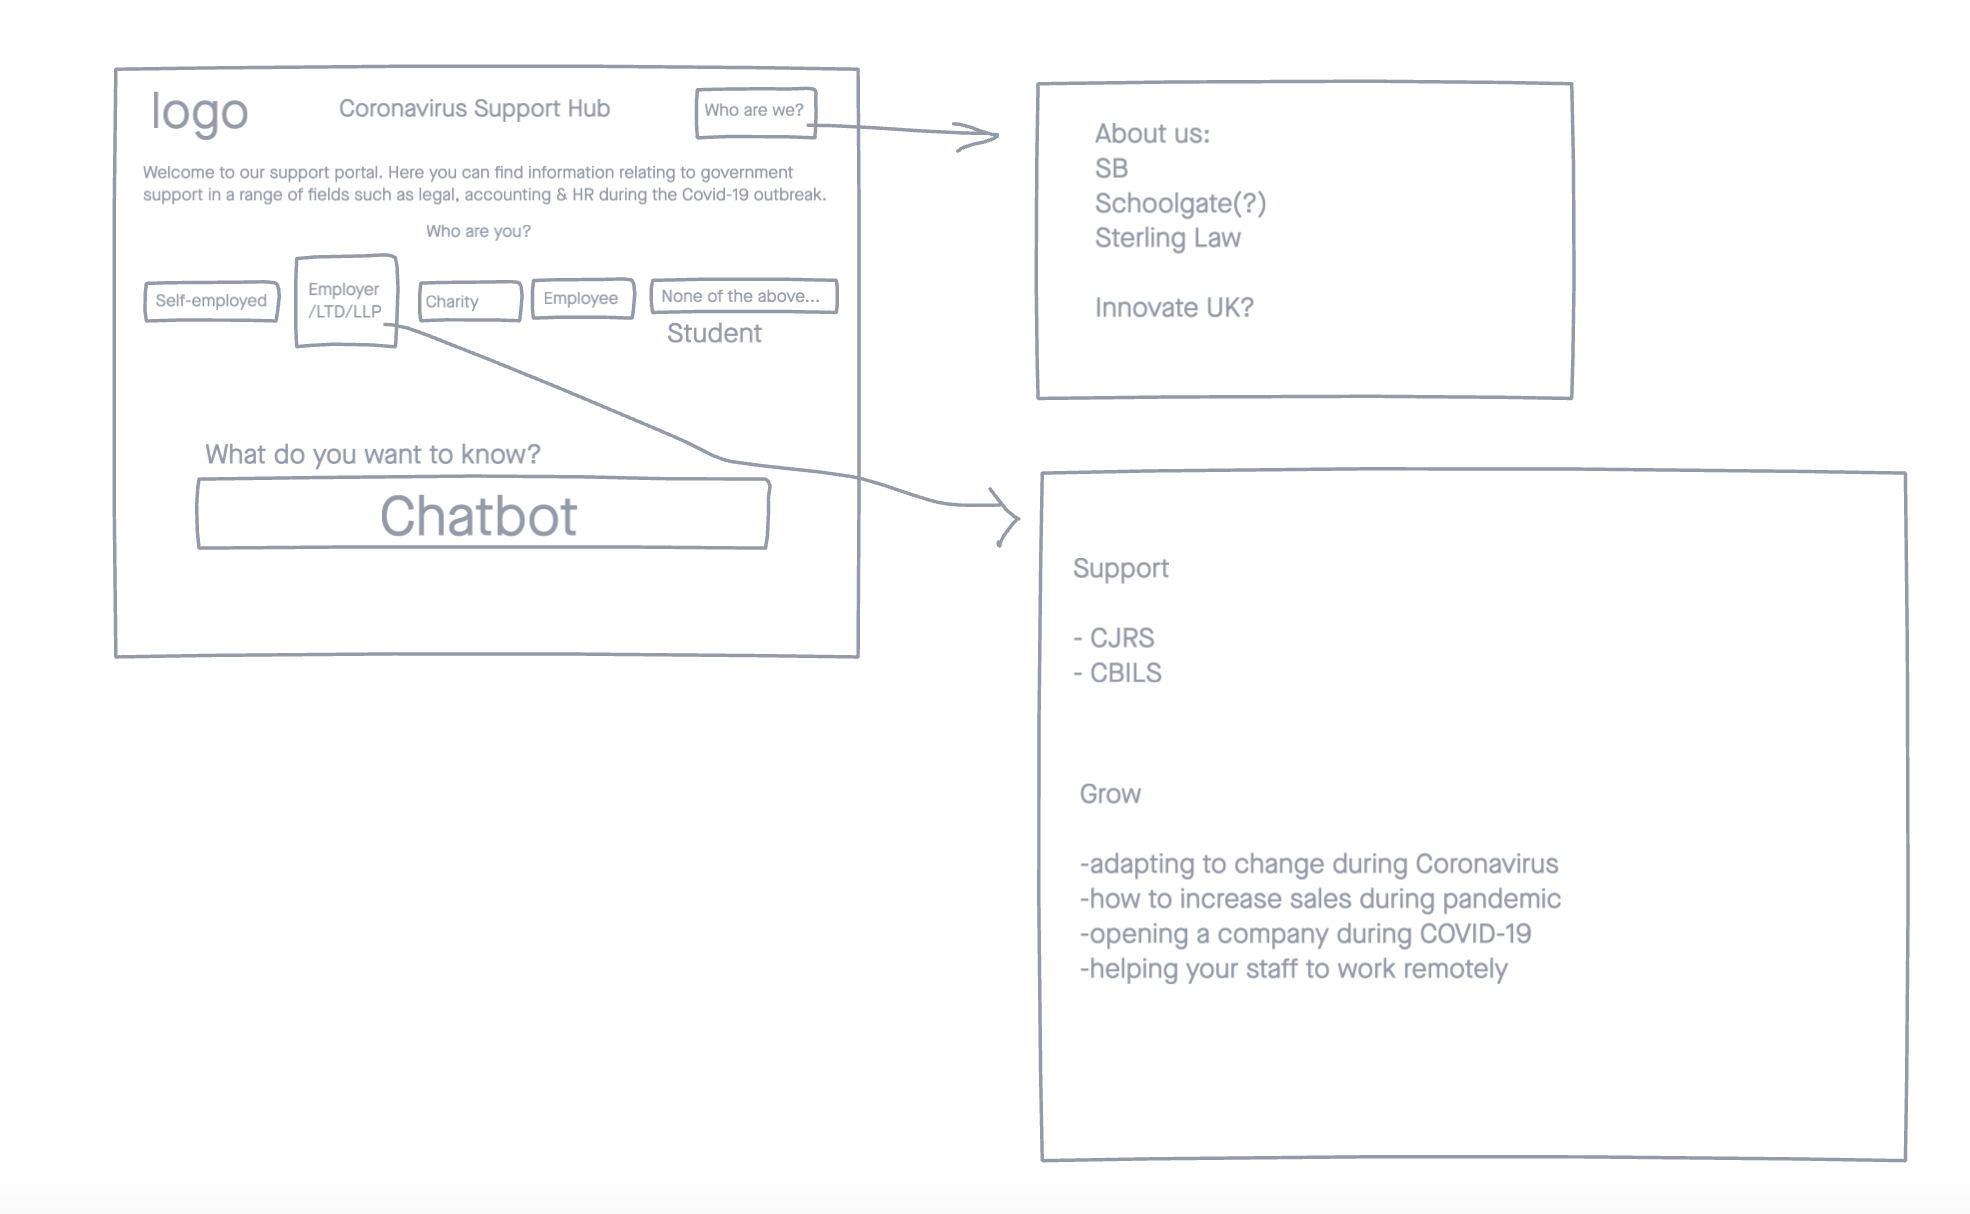 logo
Coronavirus Support Hub
Who are we?
Welcome to our support portal. Here you can find information relating to government
support in a range of fields such as legal, accounting & HR during the Covid-19 outbreak.
Who are you?
Self-employed
Employer
/LTD/LLP
Charity
Employee
None of the above...
Student
What do you want to know?
Chatbot
About us:
SB
Schoolgate(?)
Sterling Law
Innovate UK?
Support
- CJRS
- CBILS
Grow
-adapting to change during Coronavirus
-how to increase sales during pandemic
-opening a company during COVID-19
-helping your staff to work remotely